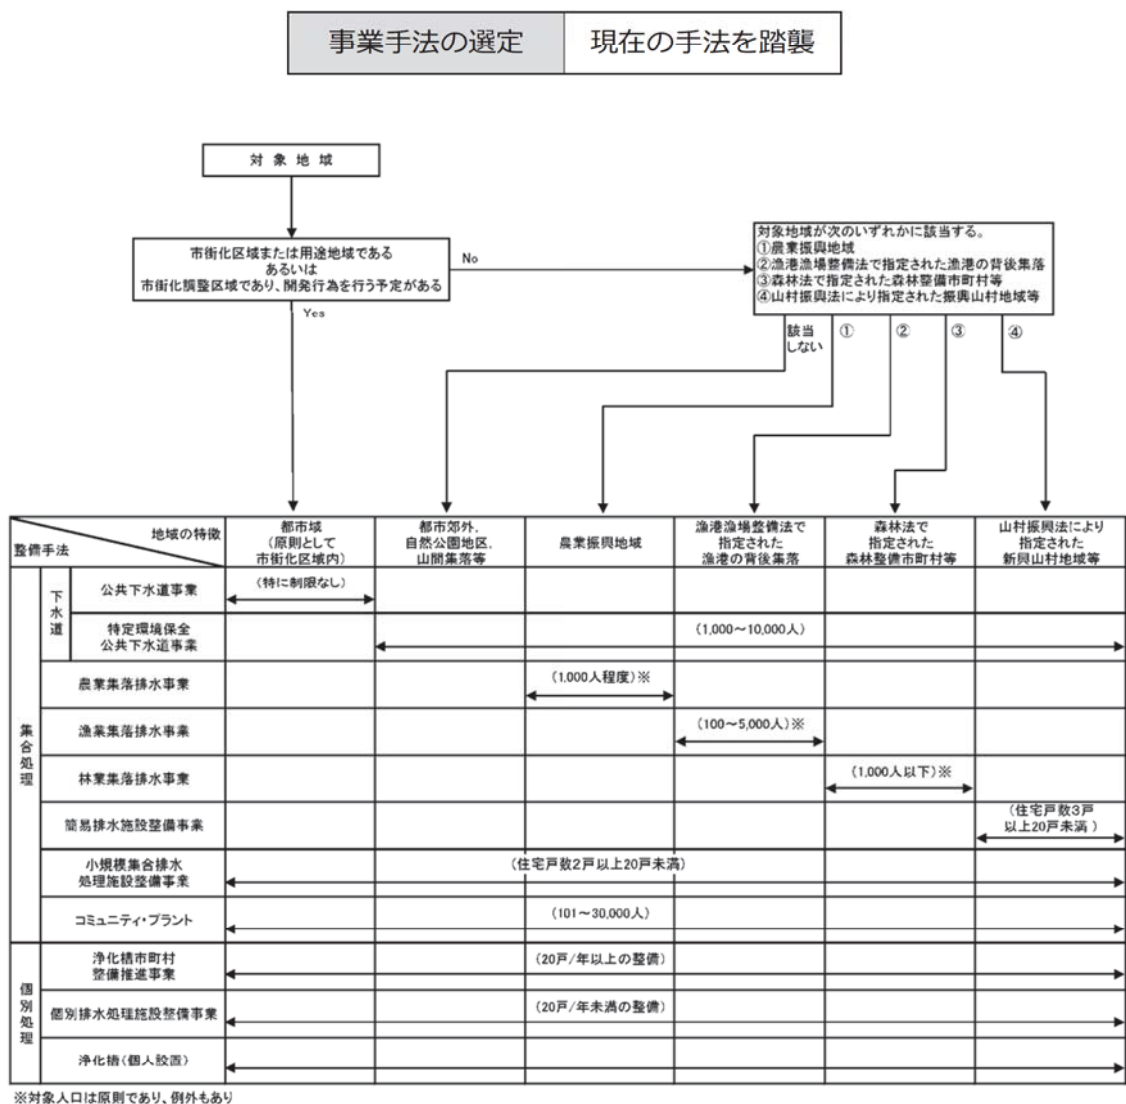 事業手法の選定
現在の手法を踏襲
対象地域
市街化区域または用途地域である
あるいは
市街化調整区域であり、開発行為を行う予定がある
No
Yes
対象地域が次のいずれかに該当する。
①農業振興地域
②漁港漁場整備法で指定された漁港の背後集落
③森林法で指定された森林整備市町村等
④山村振興法により指定された振興山村地域等
該当
しない
①
②
③
④
地域の特徴
整備手法
都市域
(原則として
市街化区域内)
都市郊外、
自然公園地区、
山間集落等
農業振興地域
漁港漁場整備法で
指定された
漁港の背後集落
森林法で
指定された
森林整備市町村等
山村振興法により
指定された
新興山村地域等
集合処理
下水道
公共下水道事業
(特に制限なし)
特定環境保全
公共下水道事業
(1,000~10,000人)
農業集落排水事業
(1,000人程度)※
漁業集落排水事業
(100~5,000人)※
林業集落排水事業
(1,000人以下)※
簡易排水施設整備事業
(住宅戸数3戸
以上20戸未満)
小規模集合排水
処理施設整備事業
(住宅戸数2戸以上20戸未満)
コミュニティ・プラント
(101~30,000人)
個別処理
浄化槽市町村
整備推進事業
(20戸/年以上の整備)
個別排水処理施設整備事業
(20戸/年未満の整備)
浄化槽(個人設置)
※対象人口は原則であり、例外もあり